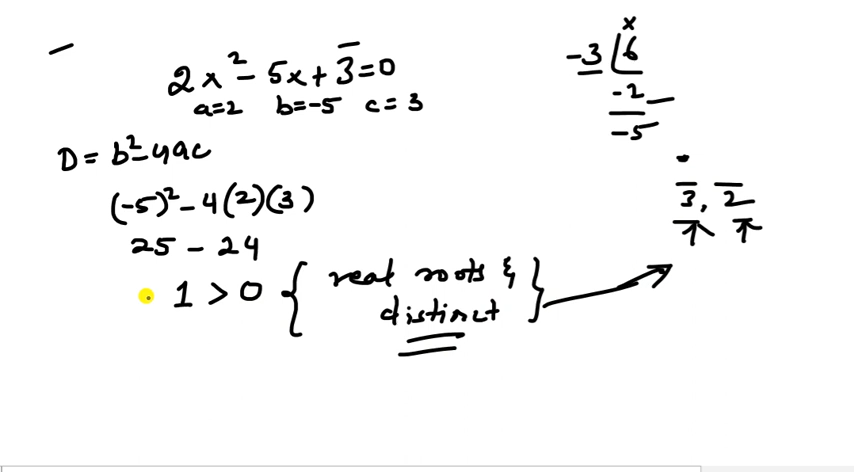 2x² - 5x + 3 = 0
a=2 b=-5 c=3
D = b² - 4ac
(-5)² - 4(2)(3)
25 - 24
1 > 0 { real roots &
distinct }
x
-3 6
-2
-5
3, 2